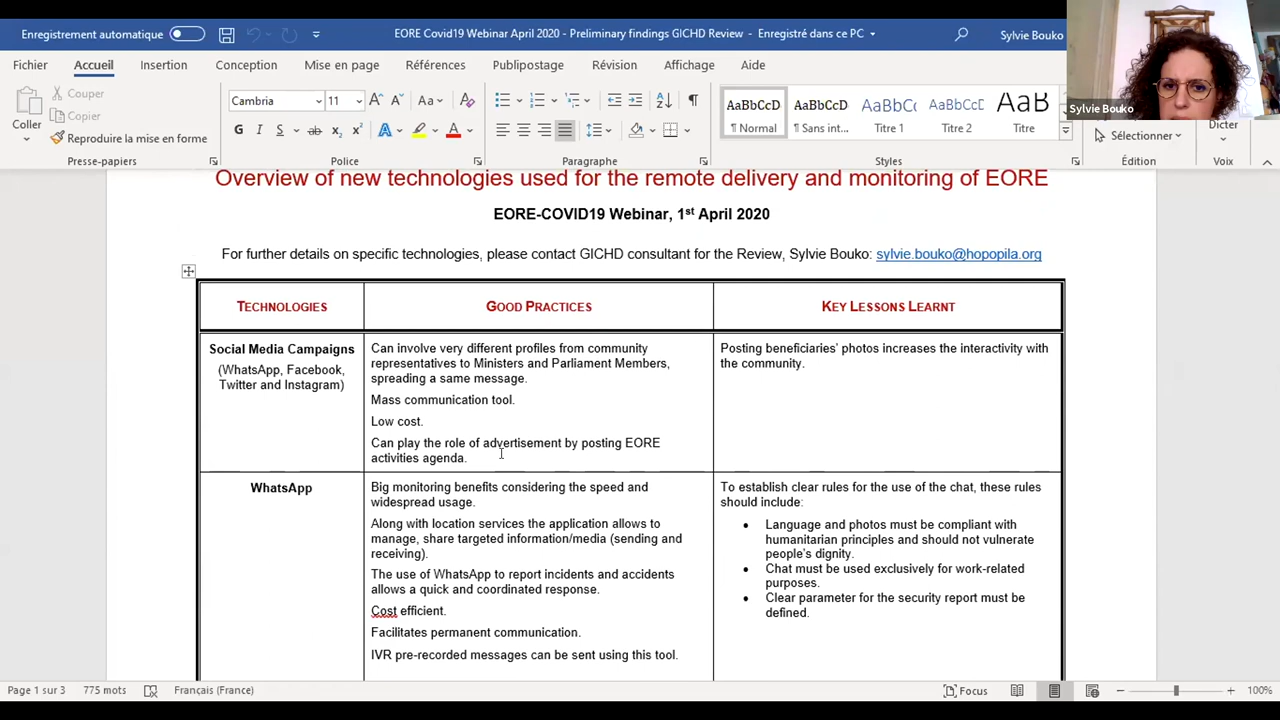 Enregistrement automatique
EORE Covid19 Webinar April 2020 - Preliminary findings GICHD Review - Enregistré dans ce PC
Sylvie Bouko
Fichier Accueil Insertion Conception Mise en page Références Publipostage Révision Affichage Aide
Sylvie Bouko
Coller
Couper
Copier
Reproduire la mise en forme
Presse-papiers
Cambria 11
Aa
G I S ab x₂ x² A A
Police
Paragraphe
AaBbCcD AaBbCcD AaBbCc AaBbCcD AaB
¶ Normal ¶ Sans int... Titre 1 Titre 2 Titre
Styles
Sélectionner
Édition
Dicter
Voix
Overview of new technologies used for the remote delivery and monitoring of EORE
EORE-COVID19 Webinar, 1st April 2020
For further details on specific technologies, please contact GICHD consultant for the Review, Sylvie Bouko: sylvie.bouko@hopopila.org
TECHNOLOGIES GOOD PRACTICES KEY LESSONS LEARNT
Social Media Campaigns
(WhatsApp, Facebook,
Twitter and Instagram)
Can involve very different profiles from community
representatives to Ministers and Parliament Members,
spreading a same message.
Mass communication tool.
Low cost.
Can play the role of advertisement by posting EORE
activities agenda.
Posting beneficiaries' photos increases the interactivity with
the community.
WhatsApp
Big monitoring benefits considering the speed and
widespread usage.
Along with location services the application allows to
manage, share targeted information/media (sending and
receiving).
The use of WhatsApp to report incidents and accidents
allows a quick and coordinated response.
Cost efficient.
Facilitates permanent communication.
IVR pre-recorded messages can be sent using this tool.
To establish clear rules for the use of the chat, these rules
should include:
• Language and photos must be compliant with
humanitarian principles and should not vulnerate
people's dignity.
• Chat must be used exclusively for work-related
purposes.
• Clear parameter for the security report must be
defined.
Page 1 sur 3 775 mots Français (France) Focus 100%